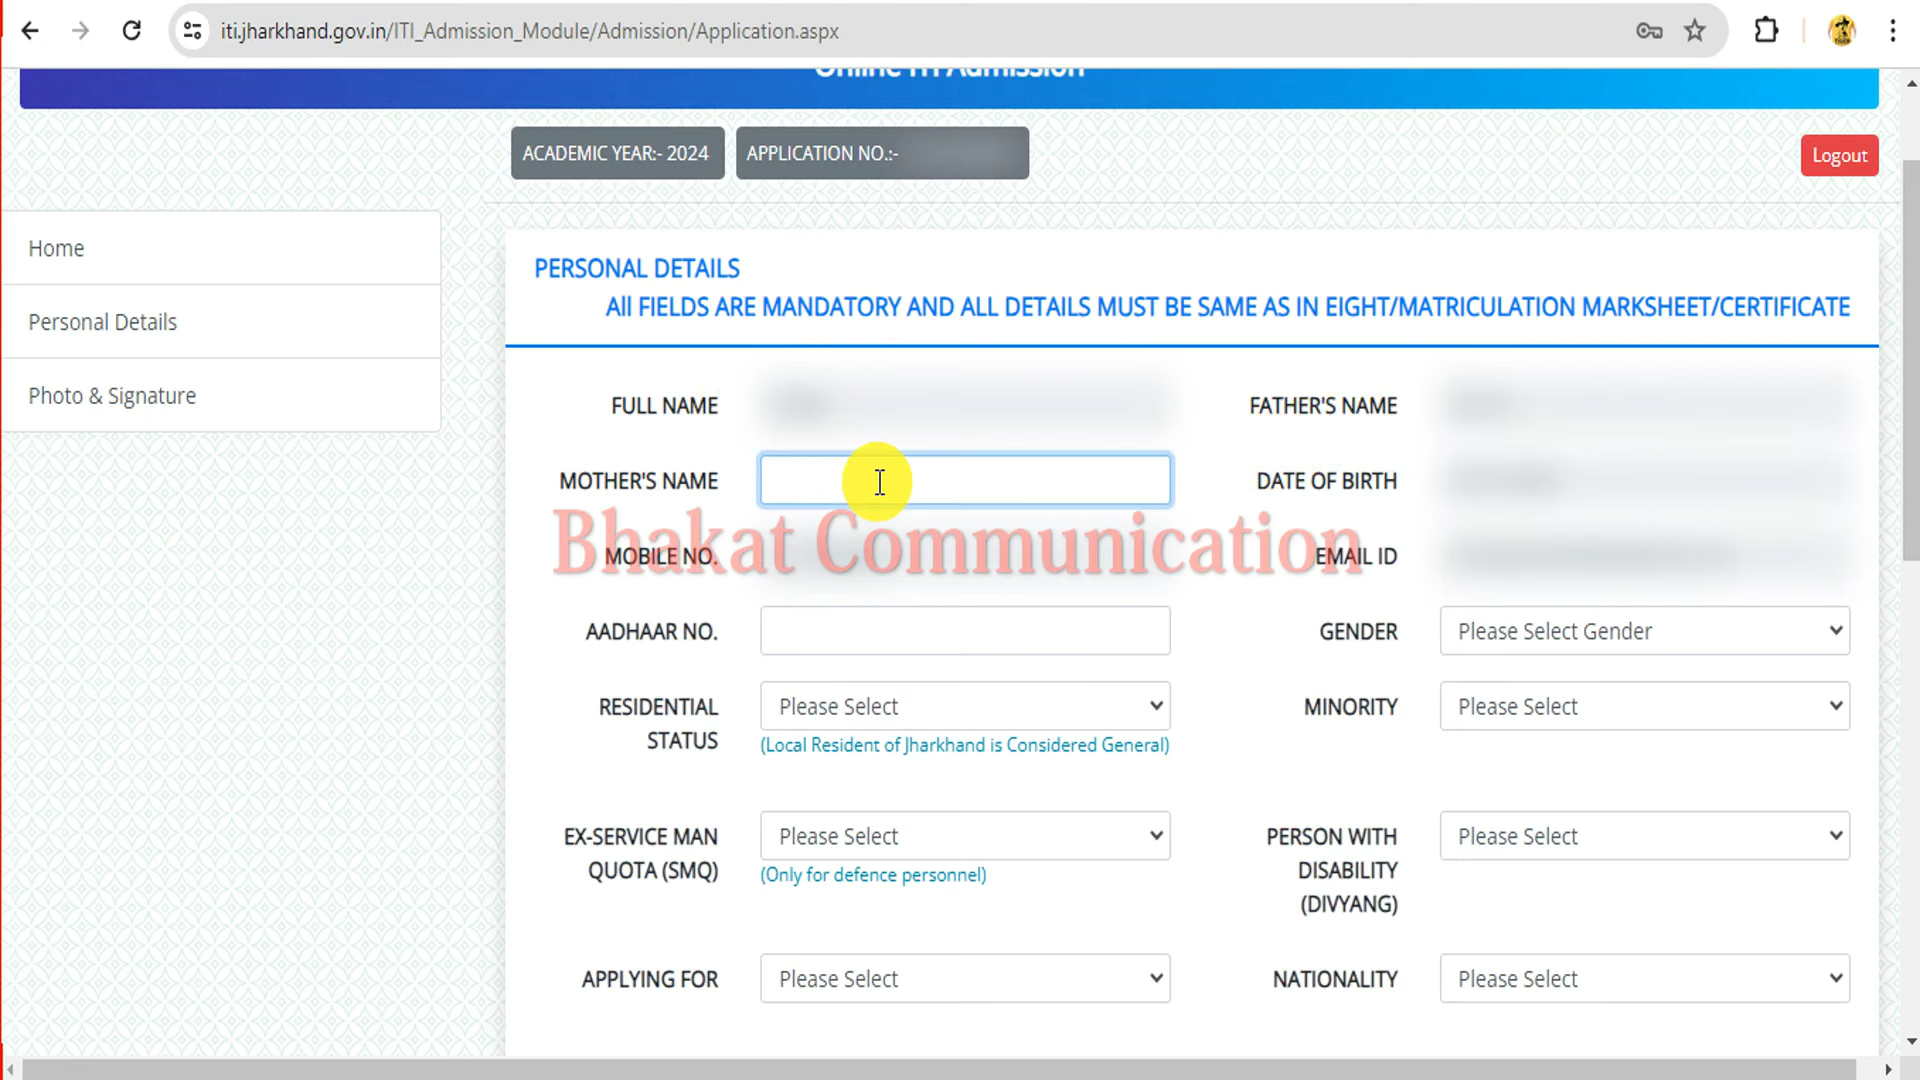 iti.jharkhand.gov.in/ITI_Admission_Module/Admission/Application.aspx
Online ITI Admission
ACADEMIC YEAR:- 2024
APPLICATION NO.:-
Logout
Home
Personal Details
Photo & Signature
PERSONAL DETAILS
All FIELDS ARE MANDATORY AND ALL DETAILS MUST BE SAME AS IN EIGHT/MATRICULATION MARKSHEET/CERTIFICATE
FULL NAME
FATHER'S NAME
MOTHER'S NAME
DATE OF BIRTH
Bhakat Communication
MOBILE NO.
EMAIL ID
AADHAAR NO.
GENDER
Please Select Gender
RESIDENTIAL
STATUS
Please Select
(Local Resident of Jharkhand is Considered General)
MINORITY
Please Select
EX-SERVICE MAN
QUOTA (SMQ)
Please Select
(Only for defence personnel)
PERSON WITH
DISABILITY
(DIVYANG)
Please Select
APPLYING FOR
Please Select
NATIONALITY
Please Select